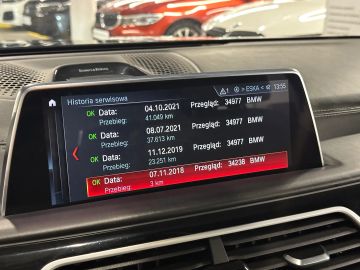 Historia serwisowa
1 > ESKA < 13:55
OK Data: 04.10.2021 Przegląd: 34977 BMW
Przebieg: 41.049 km
OK Data: 08.07.2021 Przegląd: 34977 BMW
Przebieg: 37.613 km
OK Data: 11.12.2019 Przegląd: 34977 BMW
Przebieg: 23.251 km
OK Data: 07.11.2018 Przegląd: 34238 BMW
Przebieg: 3 km